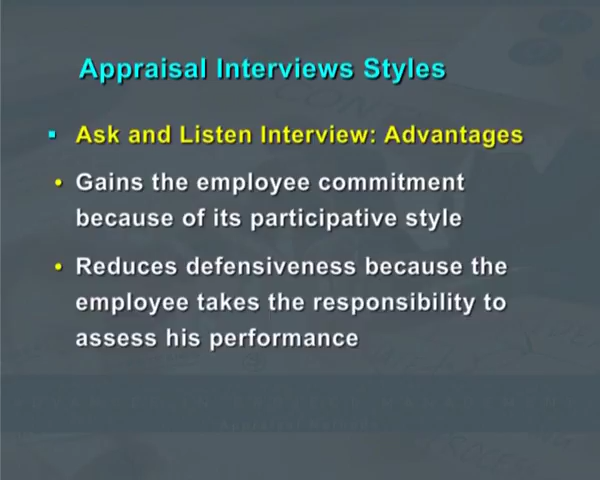 Appraisal Interviews Styles
▪ Ask and Listen Interview: Advantages
• Gains the employee commitment
because of its participative style
• Reduces defensiveness because the
employee takes the responsibility to
assess his performance